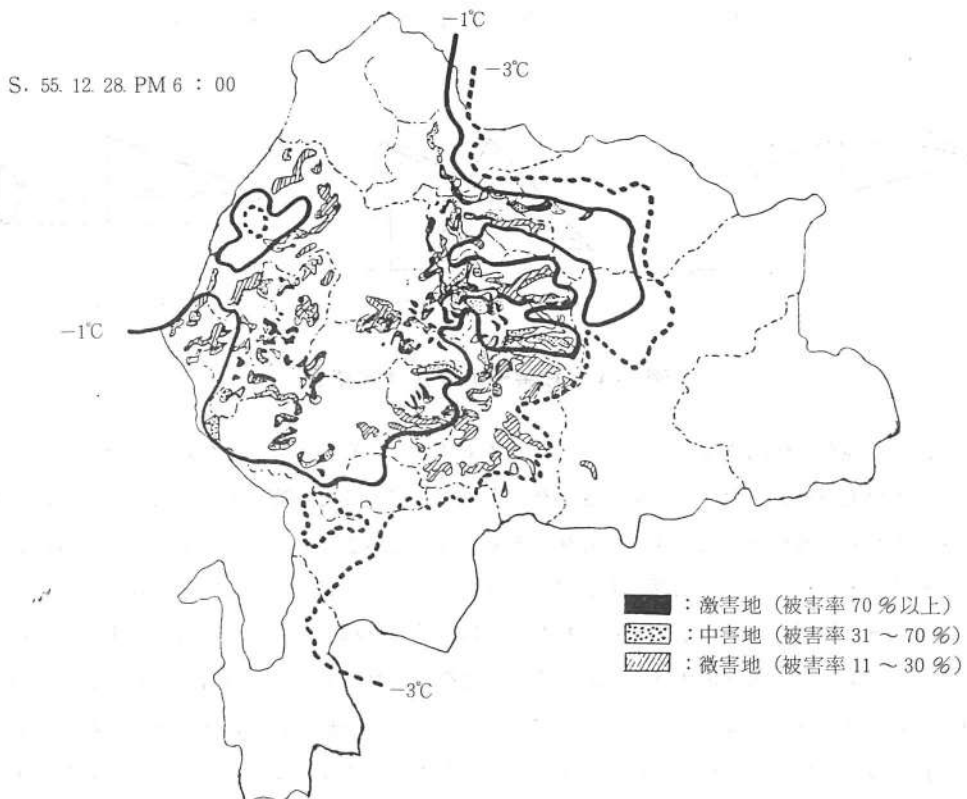 −1℃
−3℃
S. 55. 12. 28. PM 6 : 00
−1℃
: 激害地 (被害率 70 %以上)
: 中害地 (被害率 31 ～ 70 %)
: 微害地 (被害率 11 ～ 30 %)
−3℃